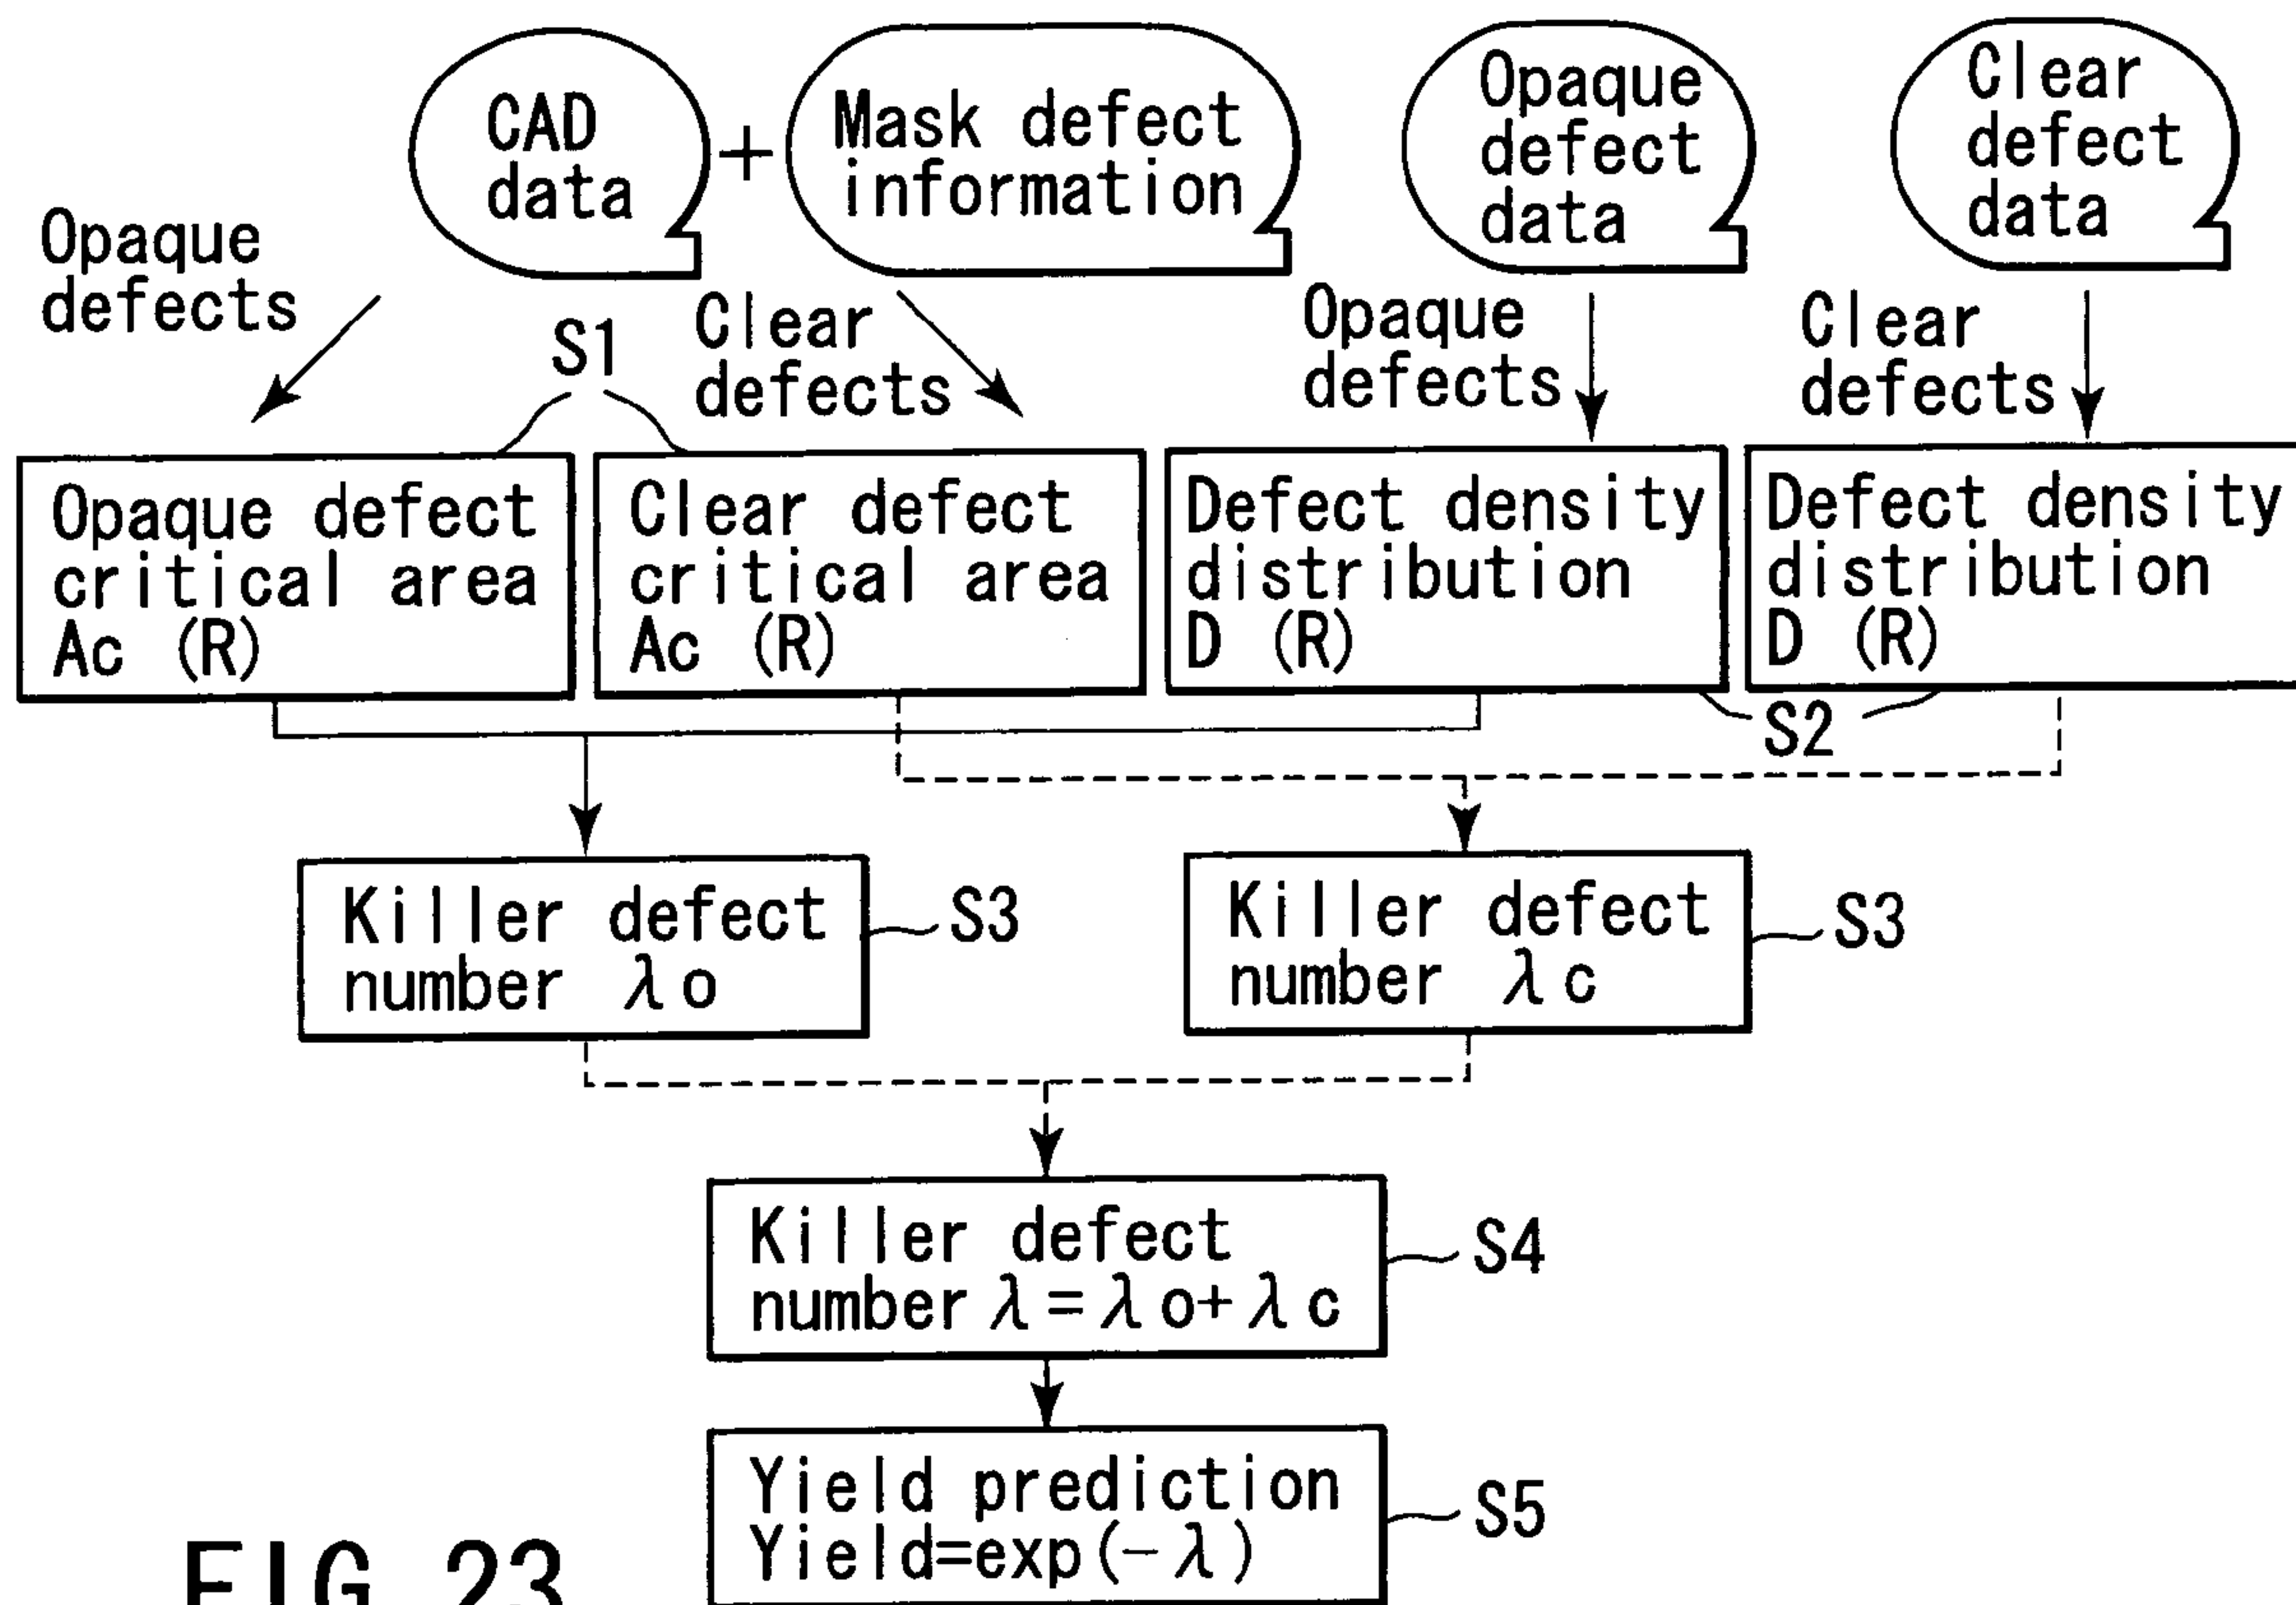 CAD
data
+
Mask defect
information
Opaque
defect
data
Clear
defect
data
Opaque
defects
S1
Clear
defects
Opaque
defects
Clear
defects
Opaque defect
critical area
Ac (R)
Clear defect
critical area
Ac (R)
Defect density
distribution
D (R)
Defect density
distribution
D (R)
S2
Killer defect
number λo
S3
Killer defect
number λc
S3
Killer defect
number λ=λo+λc
S4
Yield prediction
Yield=exp(-λ)
S5
FIG. 23